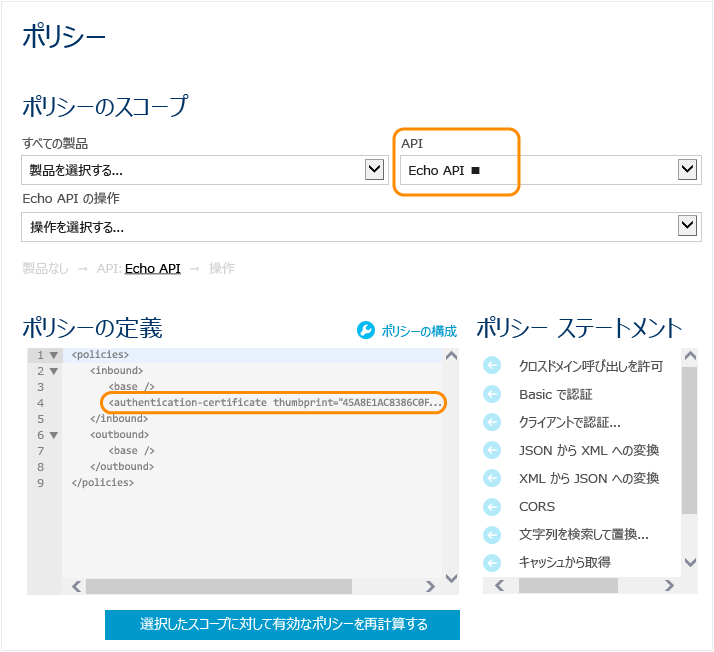 ポリシー
ポリシーのスコープ
すべての製品
API
製品を選択する...
Echo API ■
Echo API の操作
操作を選択する...
製品なし → API: Echo API → 操作
ポリシーの定義
ポリシーの構成
1 <policies>
2 <inbound>
3 <base />
4 <authentication-certificate thumbprint="45A8E1AC8386C0F...
5 </inbound>
6 <outbound>
7 <base />
8 </outbound>
9 </policies>
ポリシー ステートメント
クロスドメイン呼び出しを許可
Basic で認証
クライアントで認証...
JSON から XML への変換
XML から JSON への変換
CORS
文字列を検索して置換...
キャッシュから取得
選択したスコープに対して有効なポリシーを再計算する